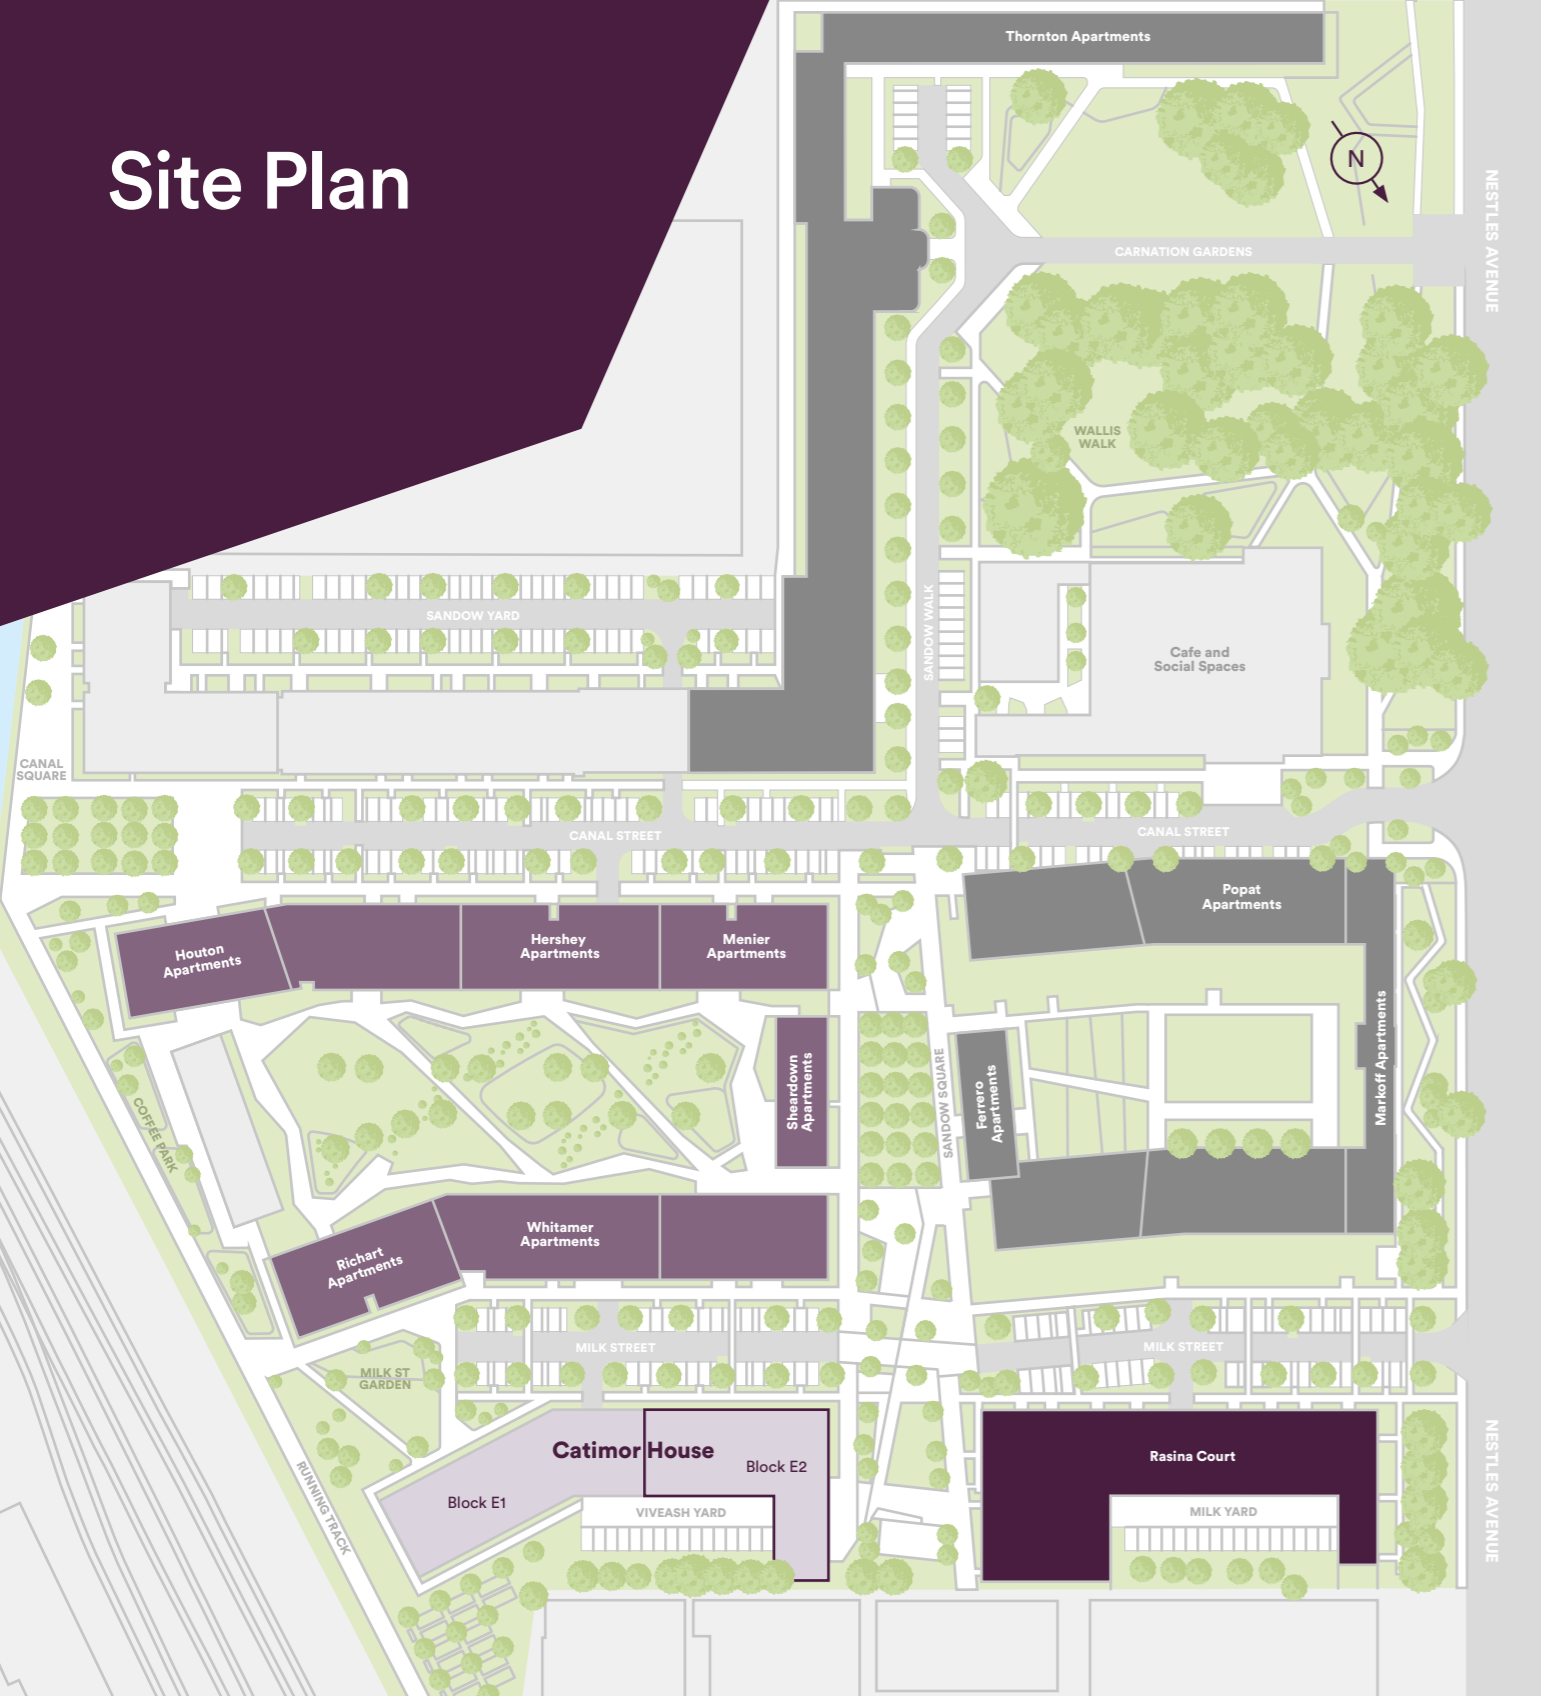 Site Plan
Thornton Apartments
N
NESTLES AVENUE
CARNATION GARDENS
WALLIS
WALK
SANDOW YARD
SANDOW WALK
Cafe and
Social Spaces
CANAL
SQUARE
CANAL STREET
CANAL STREET
Popat
Apartments
Houton
Apartments
Hershey
Apartments
Menier
Apartments
Sheardown
Apartments
SANDOW SQUARE
Ferrero
Apartments
Markoff Apartments
COFFEE PARK
Whitamer
Apartments
Richart
Apartments
MILK STREET
MILK STREET
MILK ST
GARDEN
Catimor House
Block E2
Block E1
VIVEASH YARD
Rasina Court
MILK YARD
RUNNING TRACK
NESTLES AVENUE